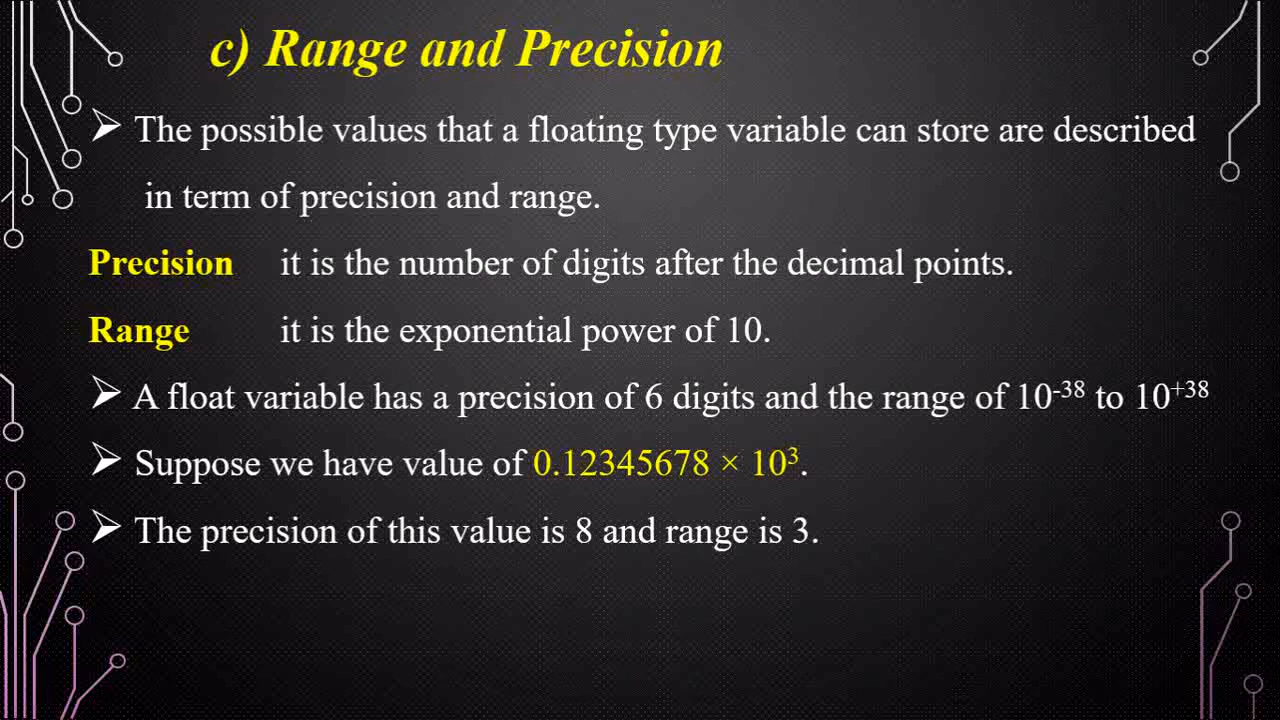 c) Range and Precision
➢ The possible values that a floating type variable can store are described
in term of precision and range.
Precision it is the number of digits after the decimal points.
Range it is the exponential power of 10.
➢ A float variable has a precision of 6 digits and the range of 10⁻³⁸ to 10⁺³⁸
➢ Suppose we have value of 0.12345678 × 10³.
➢ The precision of this value is 8 and range is 3.